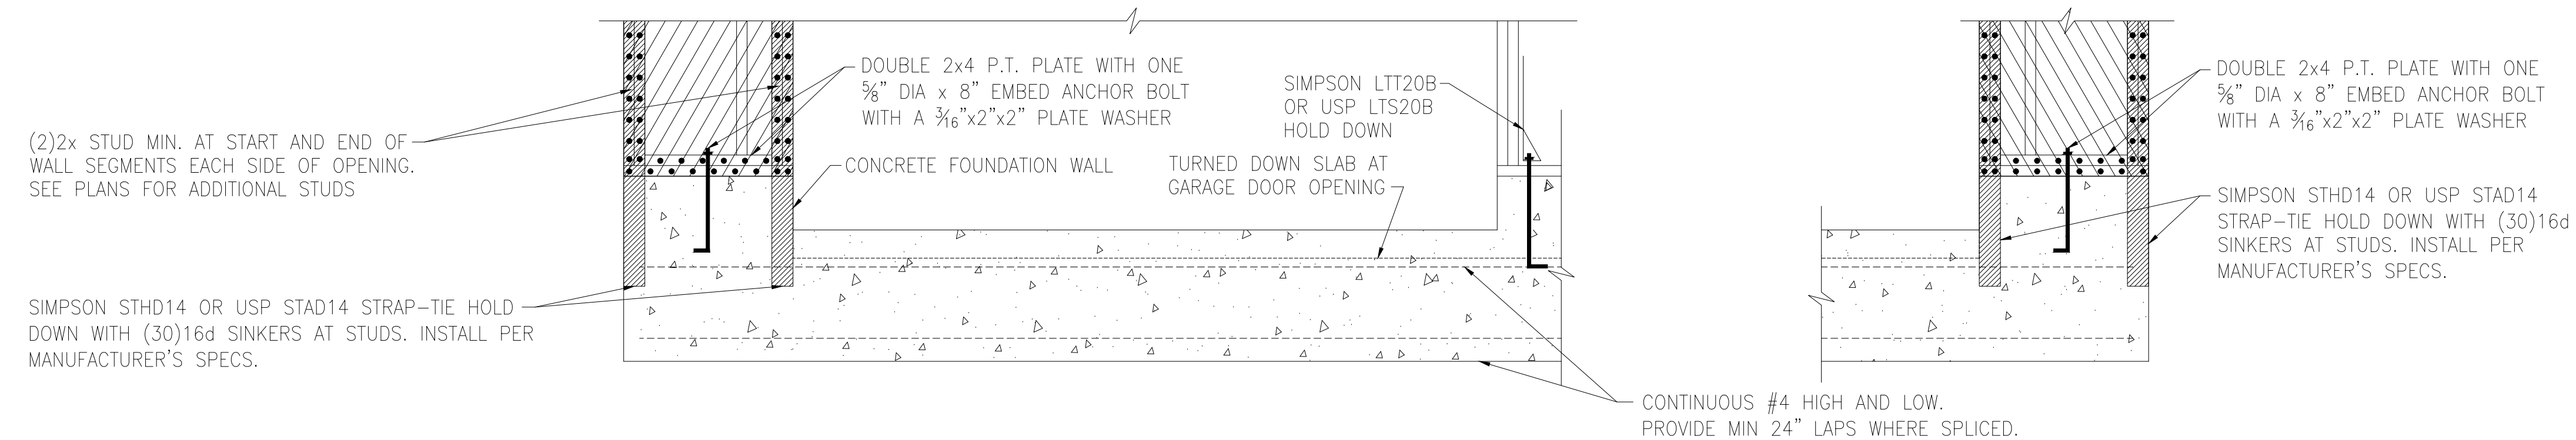 (2)2x STUD MIN. AT START AND END OF
WALL SEGMENTS EACH SIDE OF OPENING.
SEE PLANS FOR ADDITIONAL STUDS
SIMPSON STHD14 OR USP STAD14 STRAP-TIE HOLD
DOWN WITH (30)16d SINKERS AT STUDS. INSTALL PER
MANUFACTURER'S SPECS.
DOUBLE 2x4 P.T. PLATE WITH ONE
5/8" DIA x 8" EMBED ANCHOR BOLT
WITH A 3/16"x2"x2" PLATE WASHER
CONCRETE FOUNDATION WALL
SIMPSON LTT20B
OR USP LTS20B
HOLD DOWN
TURNED DOWN SLAB AT
GARAGE DOOR OPENING
CONTINUOUS #4 HIGH AND LOW.
PROVIDE MIN 24" LAPS WHERE SPLICED.
DOUBLE 2x4 P.T. PLATE WITH ONE
5/8" DIA x 8" EMBED ANCHOR BOLT
WITH A 3/16"x2"x2" PLATE WASHER
SIMPSON STHD14 OR USP STAD14
STRAP-TIE HOLD DOWN WITH (30)16d
SINKERS AT STUDS. INSTALL PER
MANUFACTURER'S SPECS.